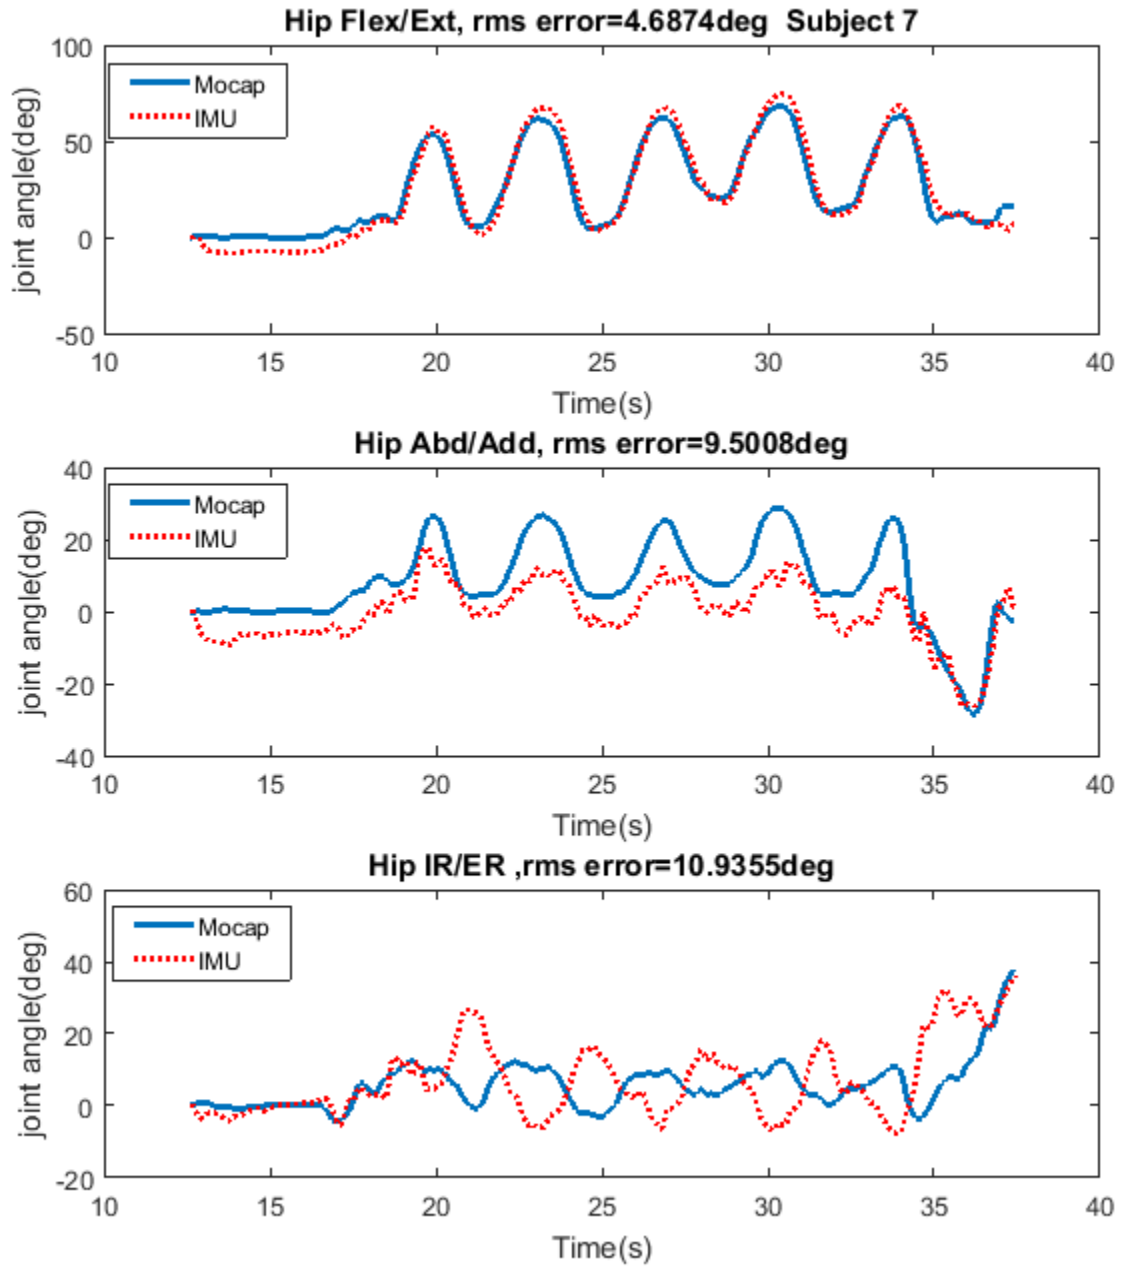 Hip Flex/Ext, rms error=4.6874deg  Subject 7
100
50
0
-50
joint angle(deg)
Mocap
IMU
10 15 20 25 30 35 40
Time(s)
Hip Abd/Add, rms error=9.5008deg
40
20
0
-20
-40
joint angle(deg)
Mocap
IMU
10 15 20 25 30 35 40
Time(s)
Hip IR/ER ,rms error=10.9355deg
60
40
20
0
-20
joint angle(deg)
Mocap
IMU
10 15 20 25 30 35 40
Time(s)